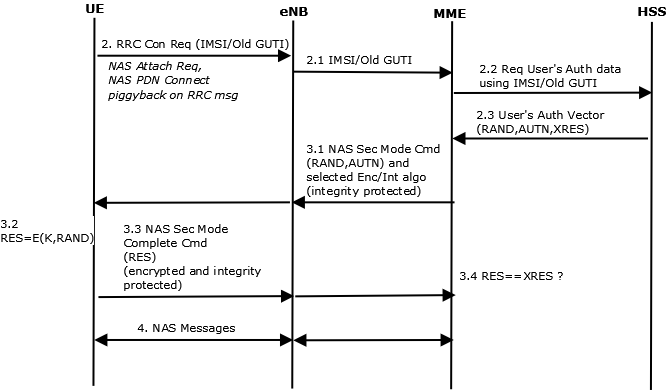 UE
eNB
MME
HSS
2. RRC Con Req (IMSI/Old GUTI)
NAS Attach Req,
NAS PDN Connect
piggyback on RRC msg
2.1 IMSI/Old GUTI
2.2 Req User's Auth data
using IMSI/Old GUTI
2.3 User's Auth Vector
(RAND,AUTN,XRES)
3.1 NAS Sec Mode Cmd
(RAND,AUTN) and
selected Enc/Int algo
(integrity protected)
3.2
RES=E(K,RAND)
3.3 NAS Sec Mode
Complete Cmd
(RES)
(encrypted and integrity
protected)
3.4 RES==XRES ?
4. NAS Messages